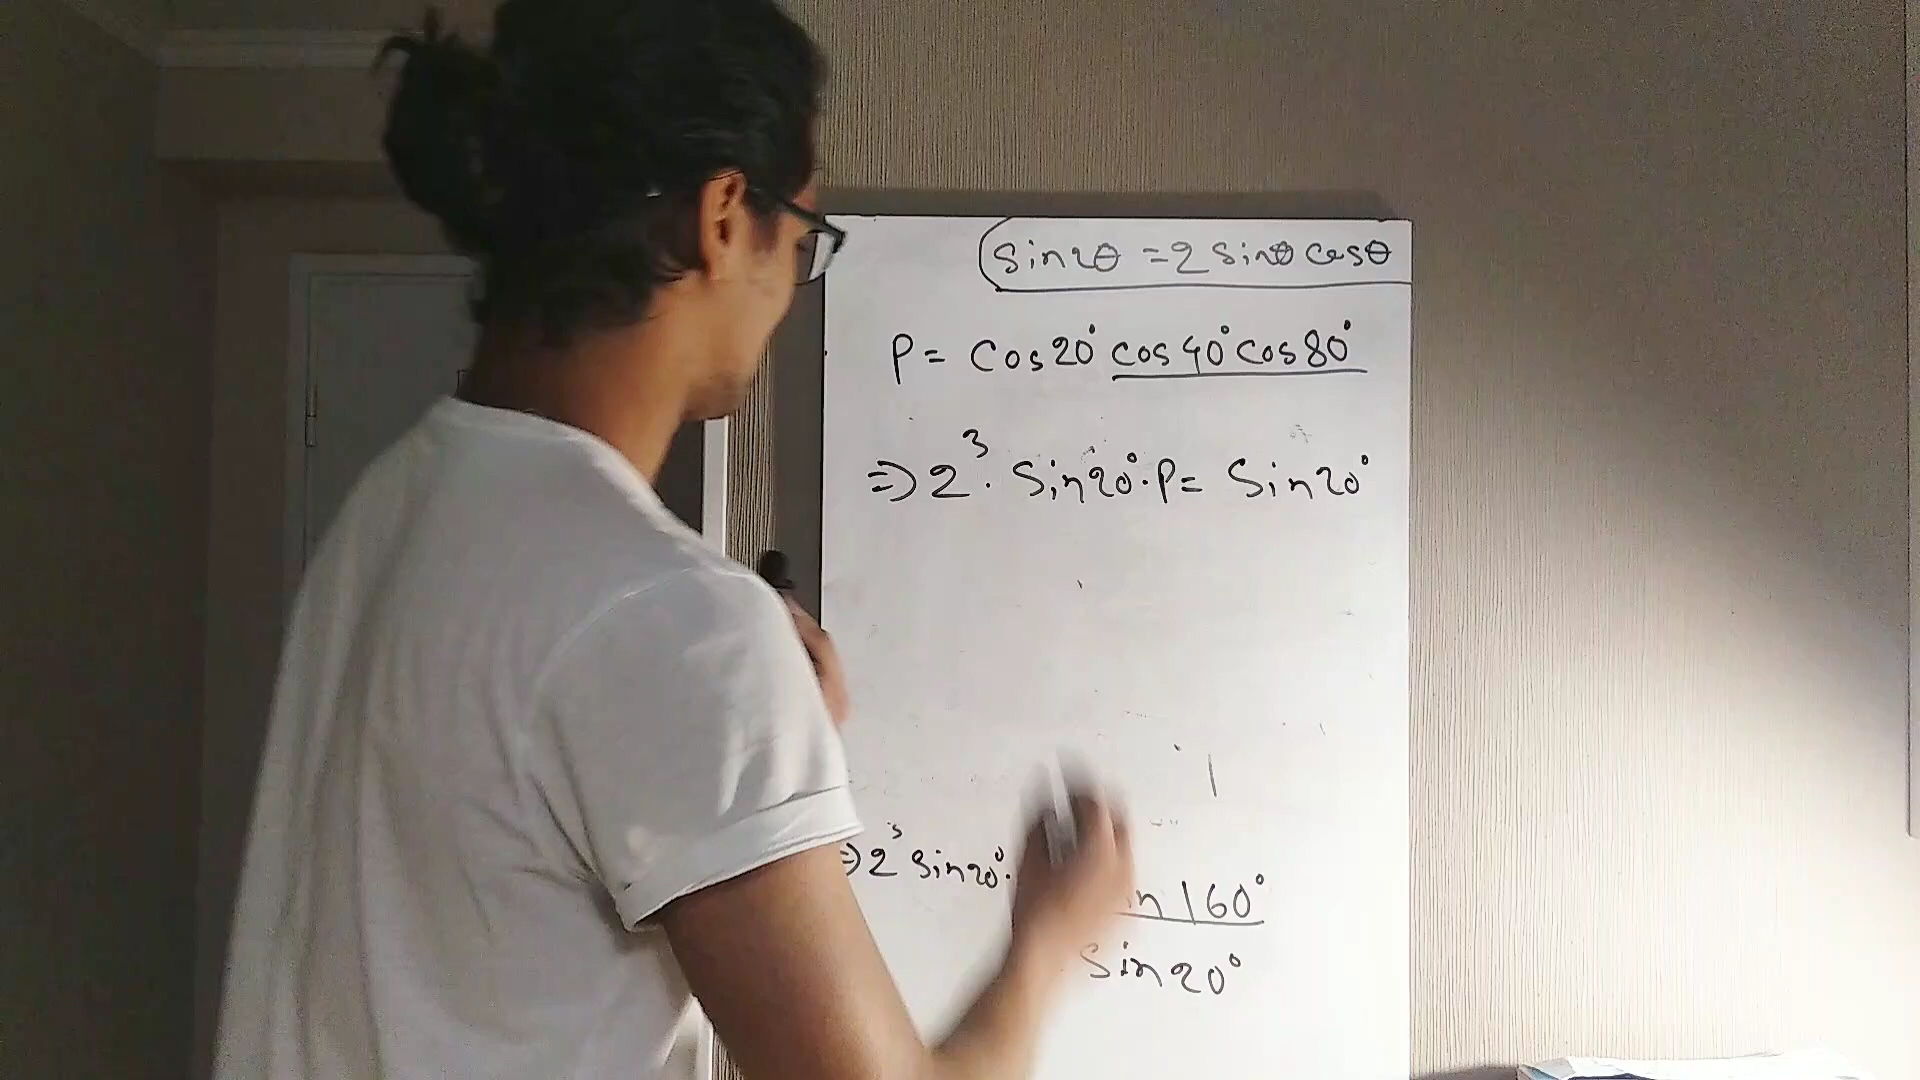 Sin2θ = 2 Sinθ Cosθ
P = Cos20° Cos40° Cos80°
⇒ 2³ · Sin20° · P = Sin20°
⇒ 2³ Sin20° ·
160°
Sin20°